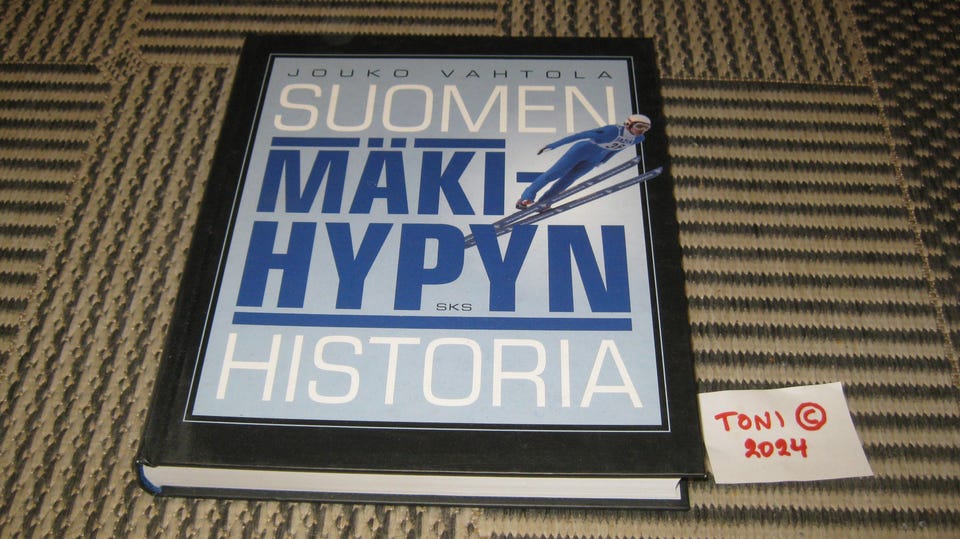 JOUKO VAHTOLA
SUOMEN
MÄKI-
HYPYN
SKS
HISTORIA
TONI ©
2024